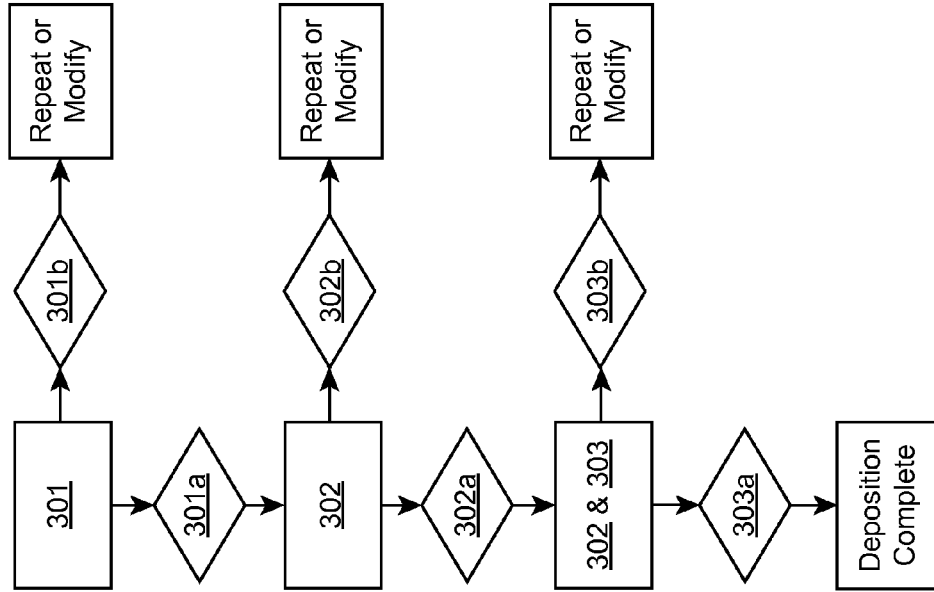 301
301b
Repeat or
Modify
301a
302
302b
Repeat or
Modify
302a
302 & 303
303b
Repeat or
Modify
303a
Deposition
Complete